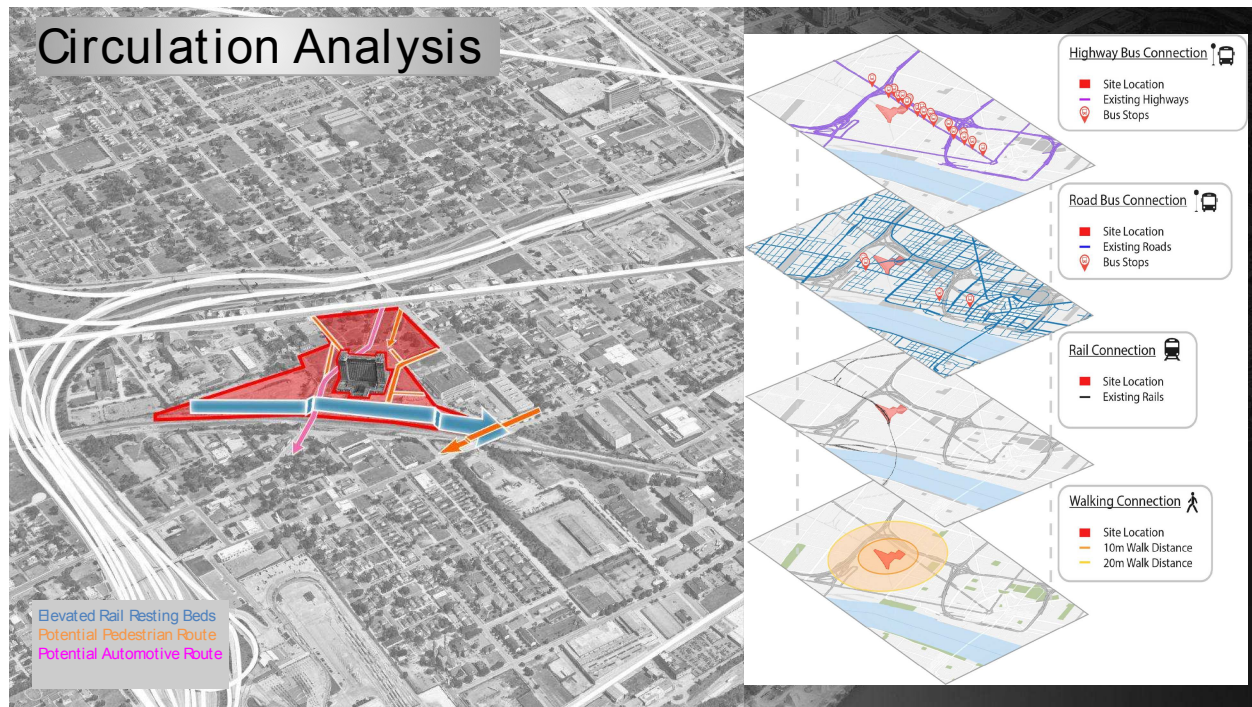 Circulation Analysis
Elevated Rail Resting Beds
Potential Pedestrian Route
Potential Automotive Route
Highway Bus Connection
Site Location
Existing Highways
Bus Stops
Road Bus Connection
Site Location
Existing Roads
Bus Stops
Rail Connection
Site Location
Existing Rails
Walking Connection
Site Location
10m Walk Distance
20m Walk Distance